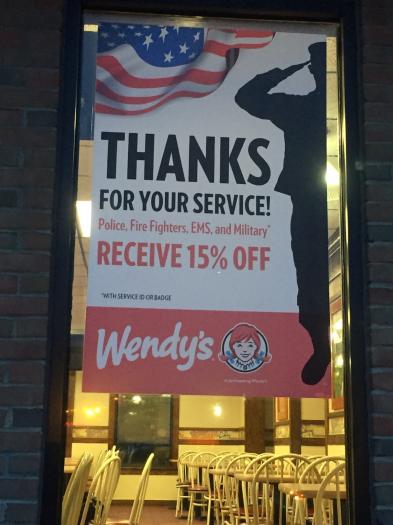 THANKS
FOR YOUR SERVICE!
Police, Fire Fighters, EMS, and Military*
RECEIVE 15% OFF
*WITH SERVICE ID OR BADGE
Wendy's